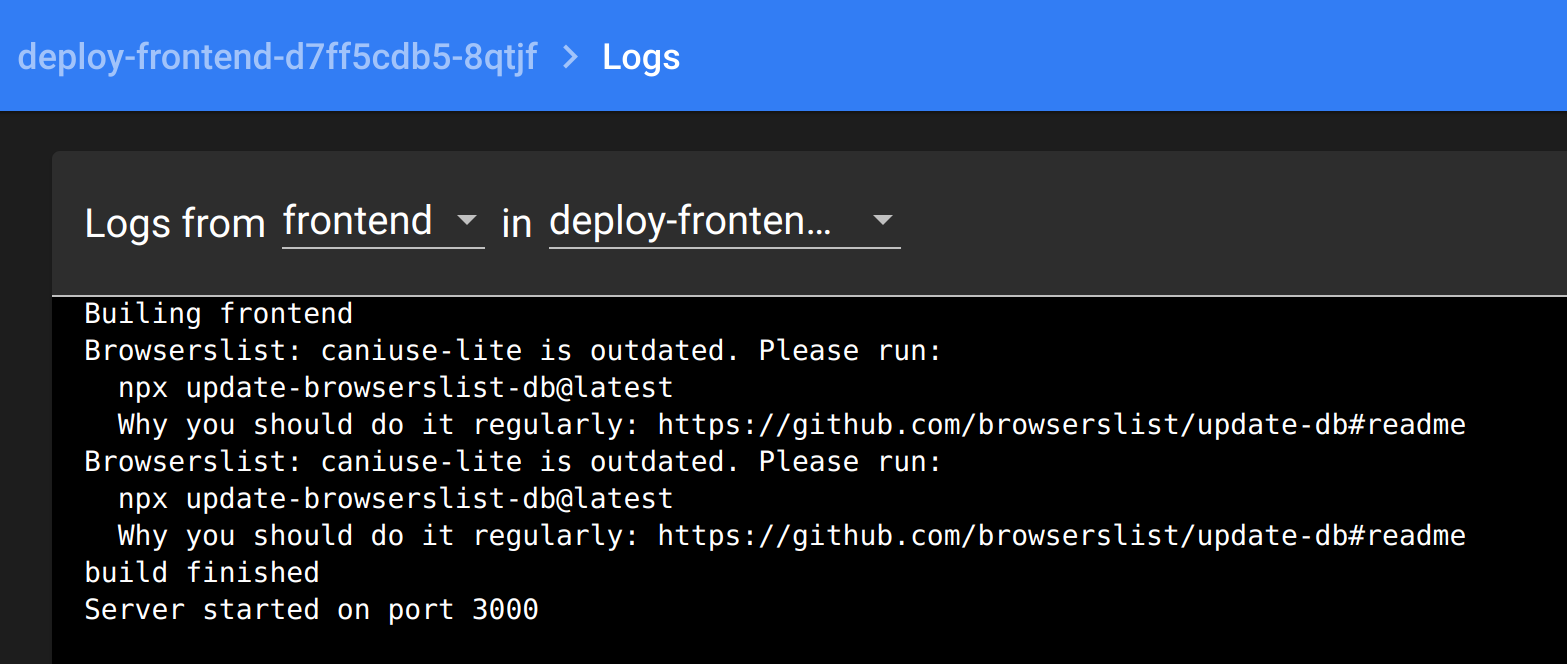 deploy-frontend-d7ff5cdb5-8qtjf > Logs
Logs from frontend in deploy-fronten...
Builing frontend
Browserslist: caniuse-lite is outdated. Please run:
  npx update-browserslist-db@latest
  Why you should do it regularly: https://github.com/browserslist/update-db#readme
Browserslist: caniuse-lite is outdated. Please run:
  npx update-browserslist-db@latest
  Why you should do it regularly: https://github.com/browserslist/update-db#readme
build finished
Server started on port 3000